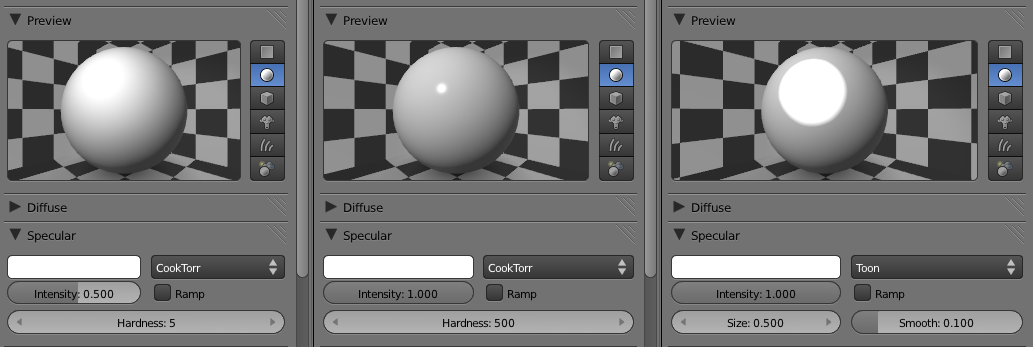 Preview
Diffuse
Specular
CookTorr
Intensity: 0.500
Ramp
Hardness: 5
Preview
Diffuse
Specular
CookTorr
Intensity: 1.000
Ramp
Hardness: 500
Preview
Diffuse
Specular
Toon
Intensity: 1.000
Ramp
Size: 0.500
Smooth: 0.100